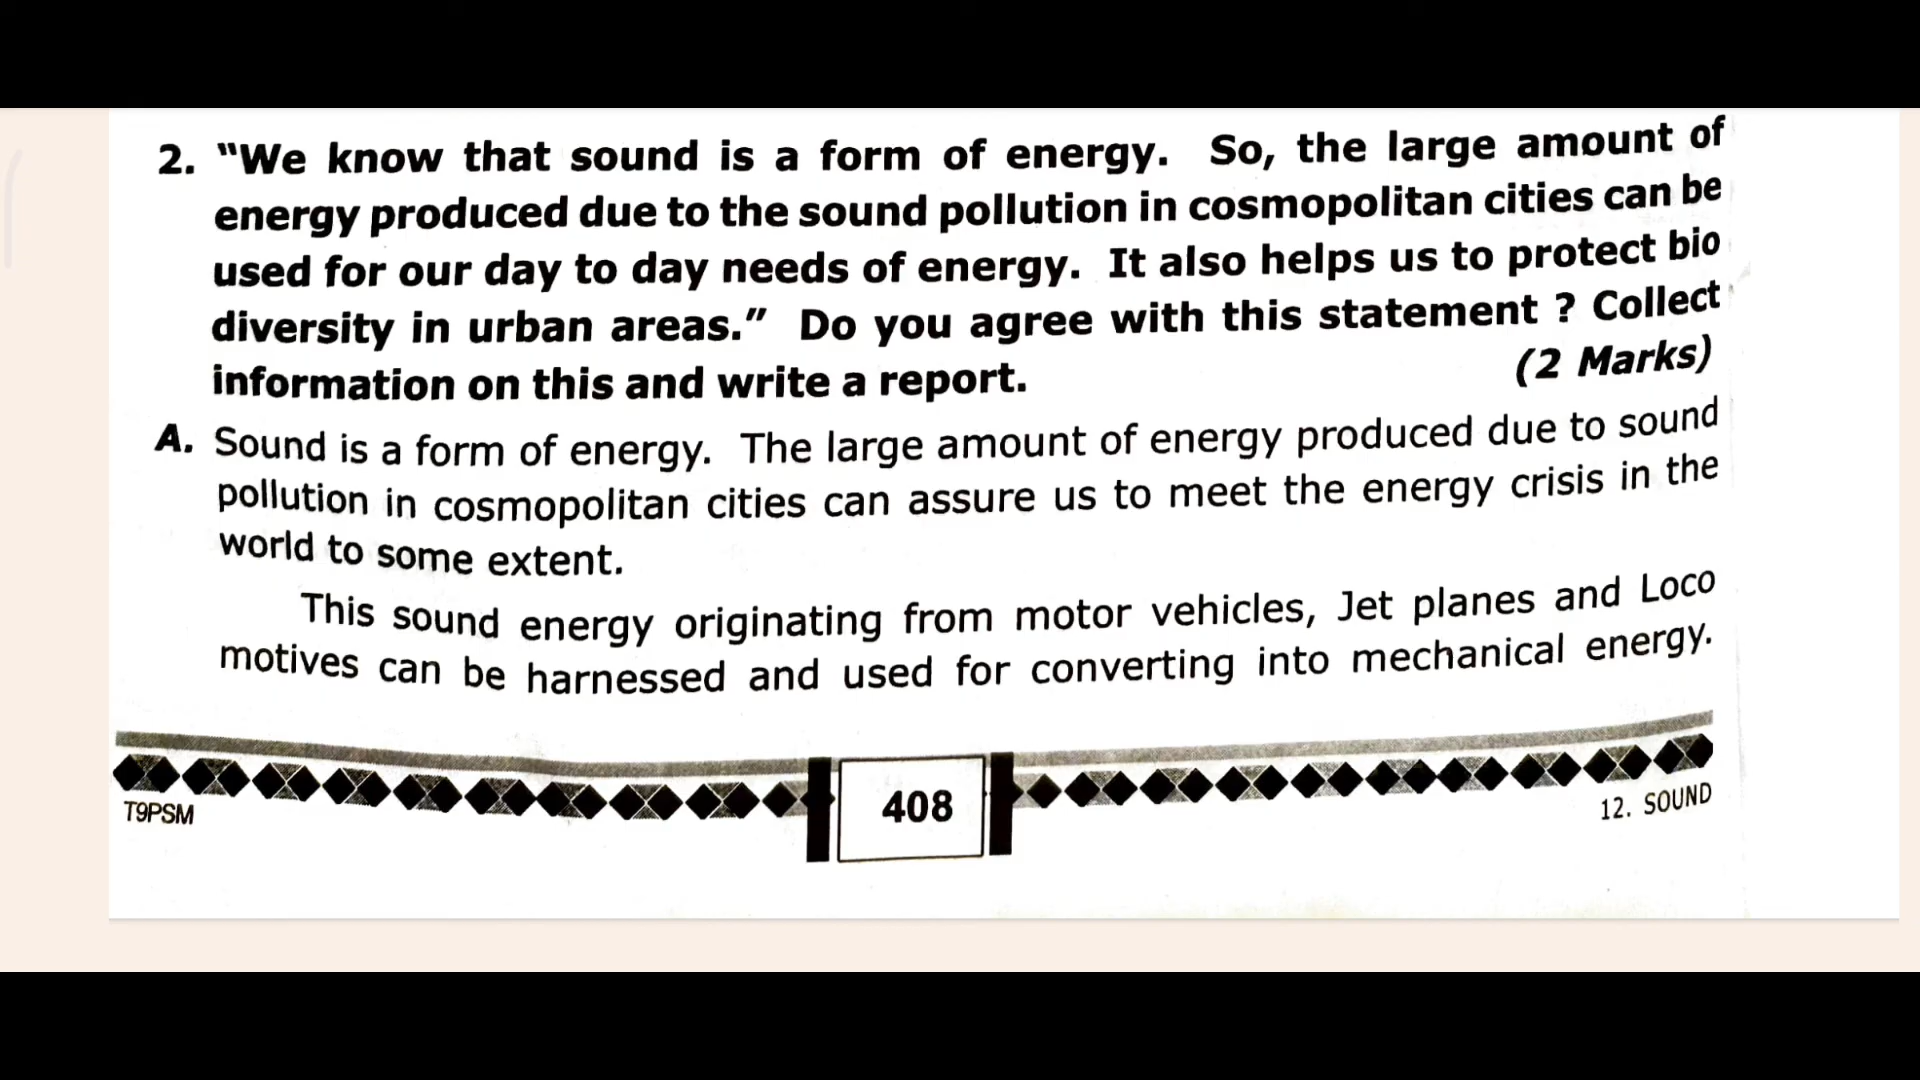 2. "We know that sound is a form of energy. So, the large amount of
energy produced due to the sound pollution in cosmopolitan cities can be
used for our day to day needs of energy. It also helps us to protect bio
diversity in urban areas." Do you agree with this statement ? Collect
information on this and write a report. (2 Marks)
A. Sound is a form of energy. The large amount of energy produced due to sound
pollution in cosmopolitan cities can assure us to meet the energy crisis in the
world to some extent.
This sound energy originating from motor vehicles, Jet planes and Loco
motives can be harnessed and used for converting into mechanical energy.
T9PSM 408 12. SOUND